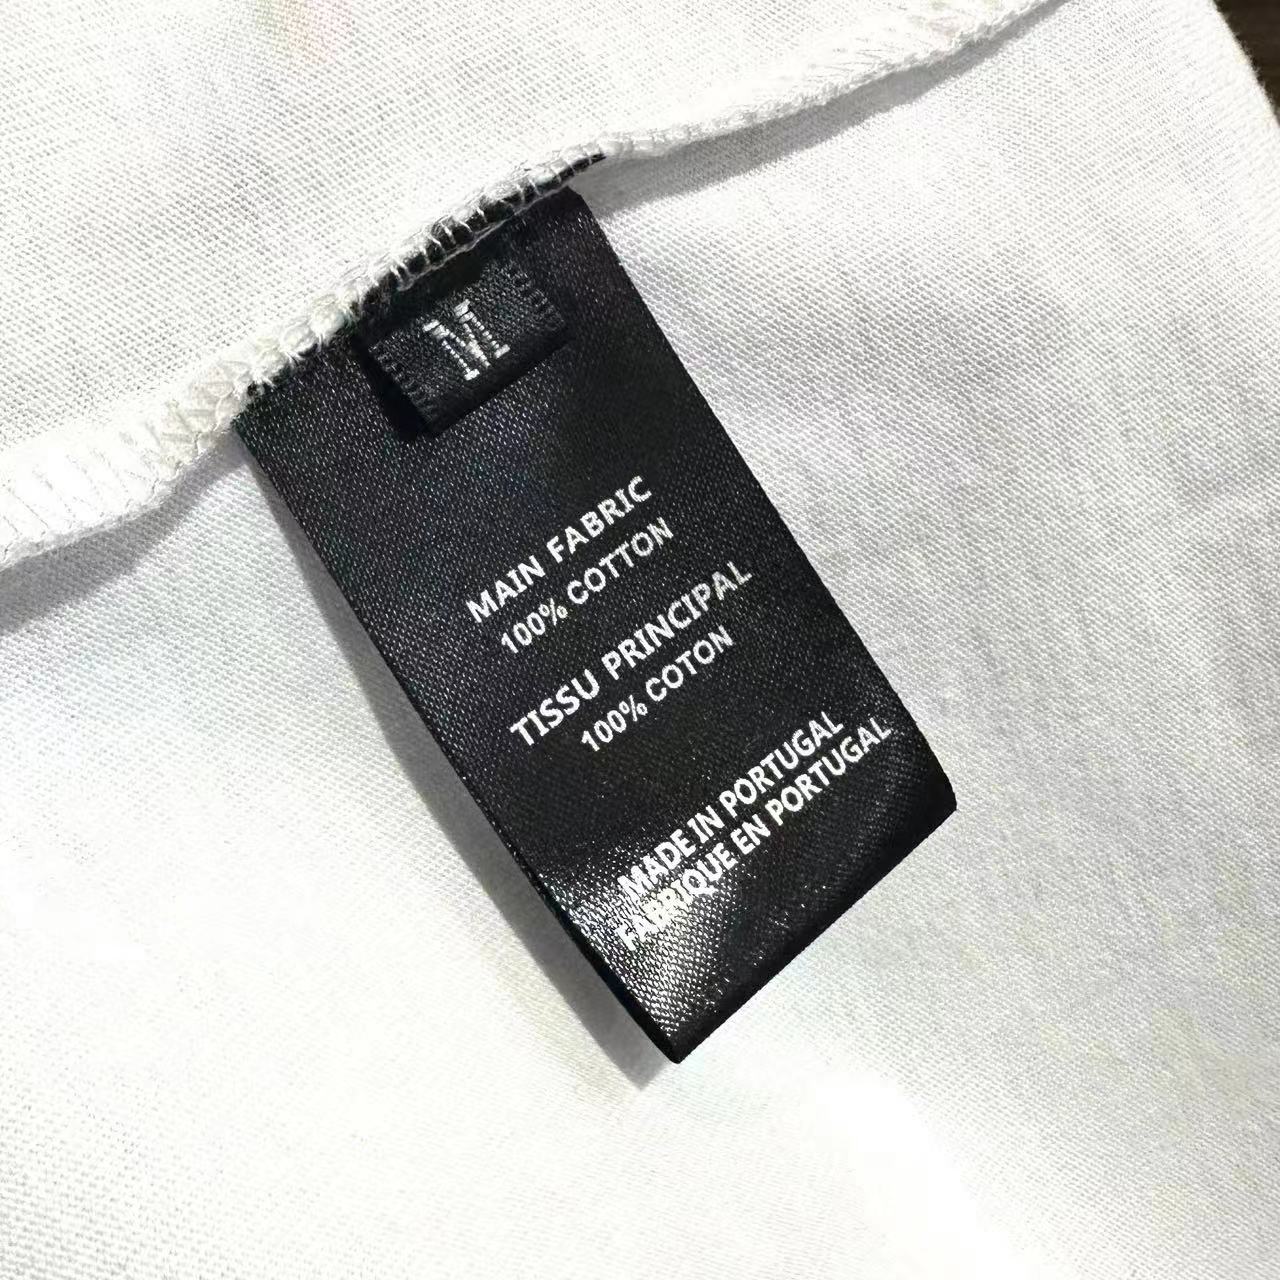 M
MAIN FABRIC
100% COTTON
TISSU PRINCIPAL
100% COTON
MADE IN PORTUGAL
FABRIQUE EN PORTUGAL